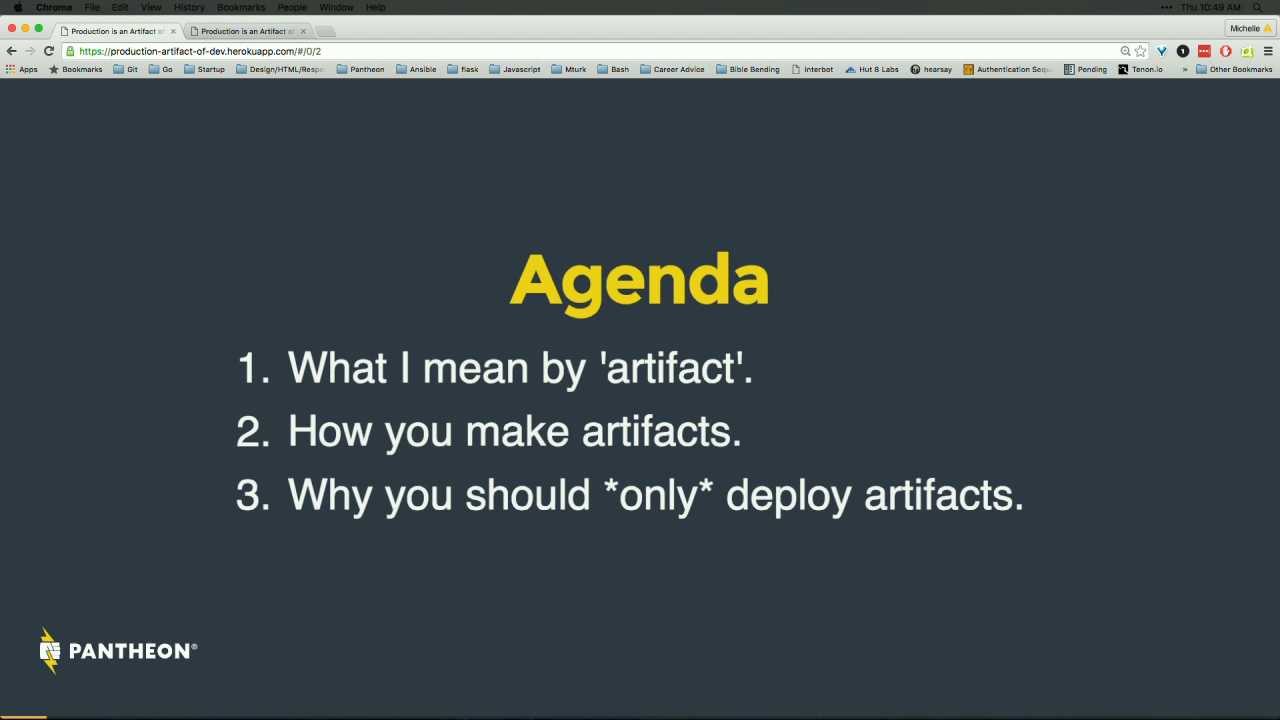 Chrome File Edit View History Bookmarks People Window Help Thu 10:49 AM
Production is an Artifact of Production is an Artifact of Michelle
https://production-artifact-of-dev.herokuapp.com/#/0/2
Apps Bookmarks Git Go Startup Design/HTML/Respo Pantheon Ansible flask Javascript Mturk Bash Career Advice Bible Bending Interbot Hut 8 Labs hearsay Authentication Sequ Pending Tenon.io » Other Bookmarks
Agenda
1. What I mean by 'artifact'.
2. How you make artifacts.
3. Why you should *only* deploy artifacts.
PANTHEON®